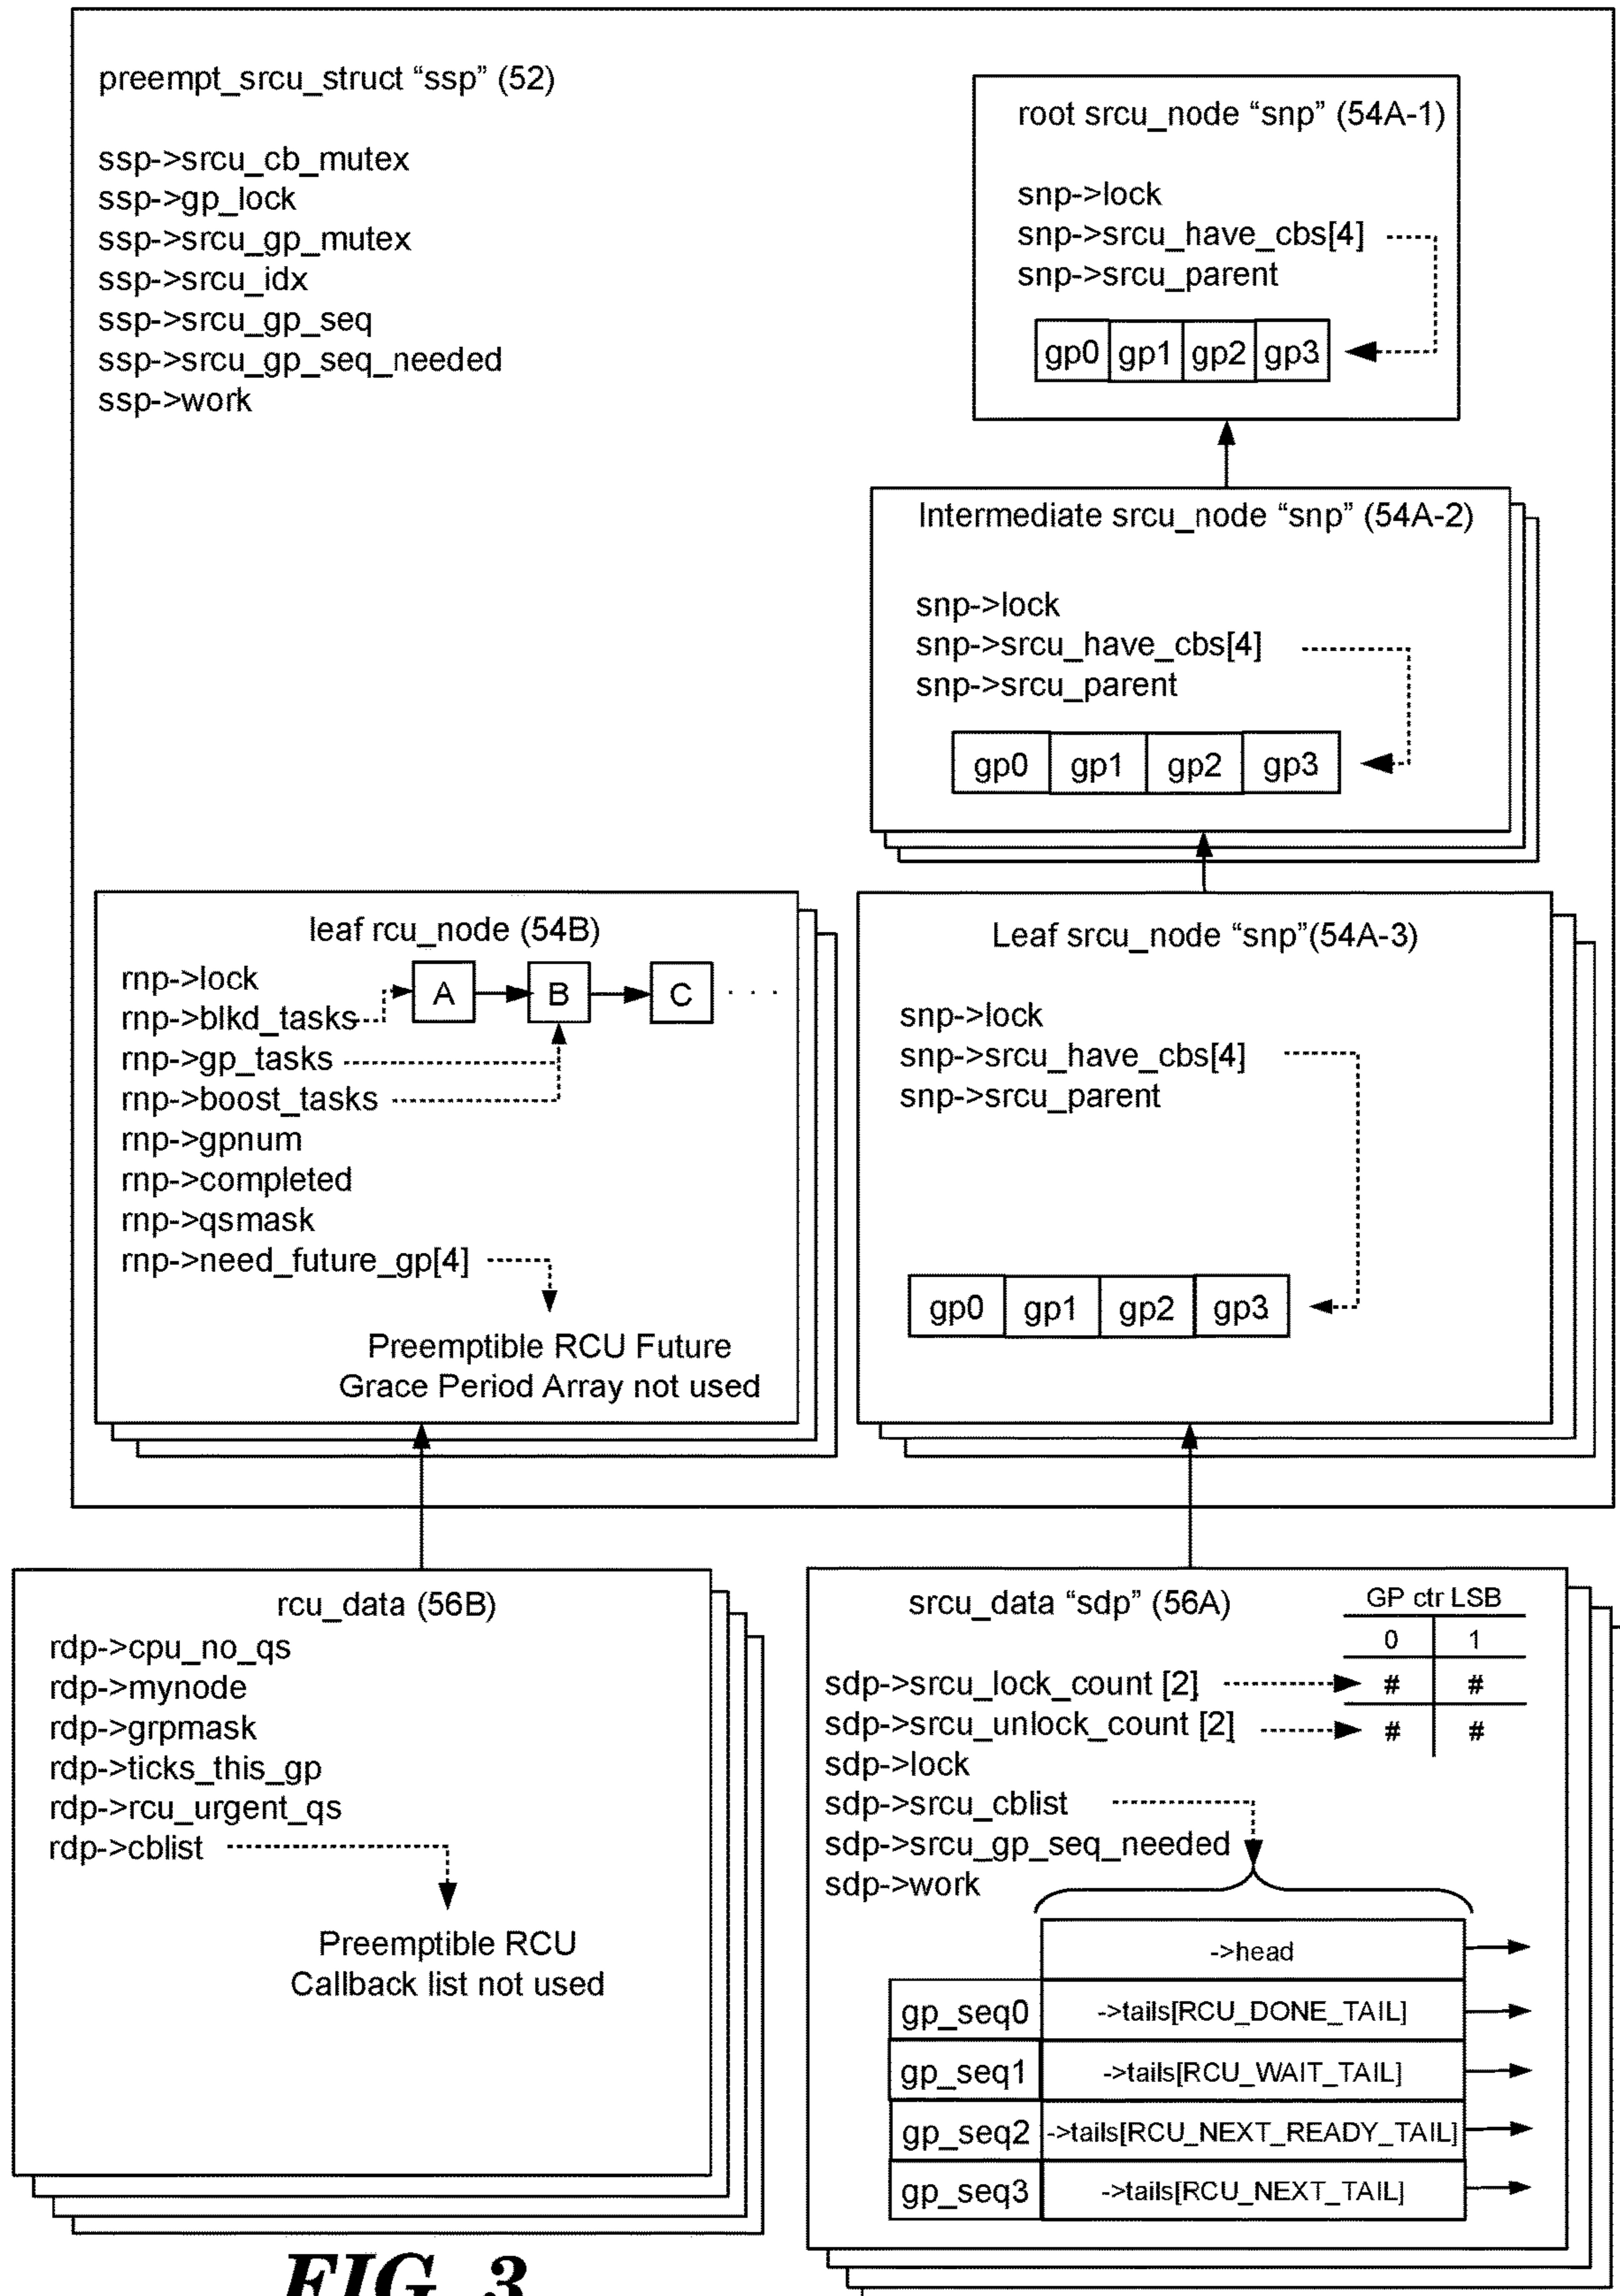 preempt_srcu_struct “ssp” (52)
ssp->srcu_cb_mutex
ssp->gp_lock
ssp->srcu_gp_mutex
ssp->srcu_idx
ssp->srcu_gp_seq
ssp->srcu_gp_seq_needed
ssp->work
root srcu_node “snp” (54A-1)
snp->lock
snp->srcu_have_cbs[4]
snp->srcu_parent
gp0 gp1 gp2 gp3
Intermediate srcu_node “snp” (54A-2)
snp->lock
snp->srcu_have_cbs[4]
snp->srcu_parent
gp0 gp1 gp2 gp3
leaf rcu_node (54B)
rnp->lock
A B C . . .
rnp->blkd_tasks
rnp->gp_tasks
rnp->boost_tasks
rnp->gpnum
rnp->completed
rnp->qsmask
rnp->need_future_gp[4]
Preemptible RCU Future
Grace Period Array not used
Leaf srcu_node “snp”(54A-3)
snp->lock
snp->srcu_have_cbs[4]
snp->srcu_parent
gp0 gp1 gp2 gp3
rcu_data (56B)
rdp->cpu_no_qs
rdp->mynode
rdp->grpmask
rdp->ticks_this_gp
rdp->rcu_urgent_qs
rdp->cblist
Preemptible RCU
Callback list not used
srcu_data “sdp” (56A)
GP ctr LSB
0 1
sdp->srcu_lock_count [2] # #
sdp->srcu_unlock_count [2] # #
sdp->lock
sdp->srcu_cblist
sdp->srcu_gp_seq_needed
sdp->work
->head
gp_seq0 ->tails[RCU_DONE_TAIL]
gp_seq1 ->tails[RCU_WAIT_TAIL]
gp_seq2 ->tails[RCU_NEXT_READY_TAIL]
gp_seq3 ->tails[RCU_NEXT_TAIL]
FIG. 3